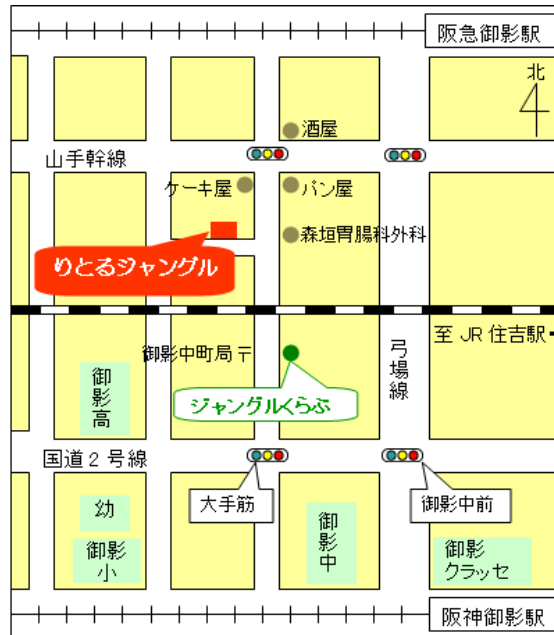 阪急御影駅
北
酒屋
山手幹線
ケーキ屋
パン屋
森垣胃腸科外科
りとるジャングル
至JR住吉駅
御影中町局〒
弓場線
御影高
ジャングルくらぶ
国道2号線
大手筋
御影中前
幼
御影中
御影小
御影
クラッセ
阪神御影駅